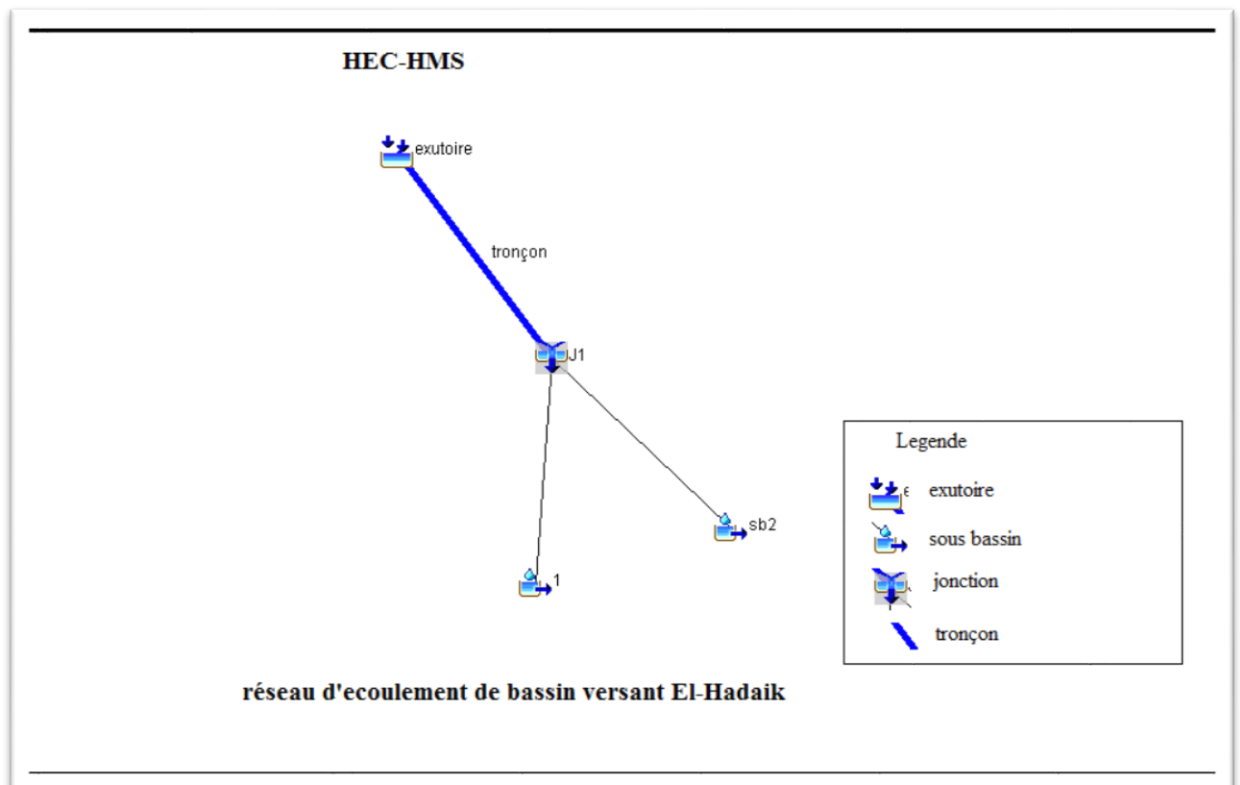 HEC-HMS
exutoire
tronçon
J1
sb2
1
Legende
e exutoire
sous bassin
jonction
tronçon
réseau d'ecoulement de bassin versant El-Hadaik